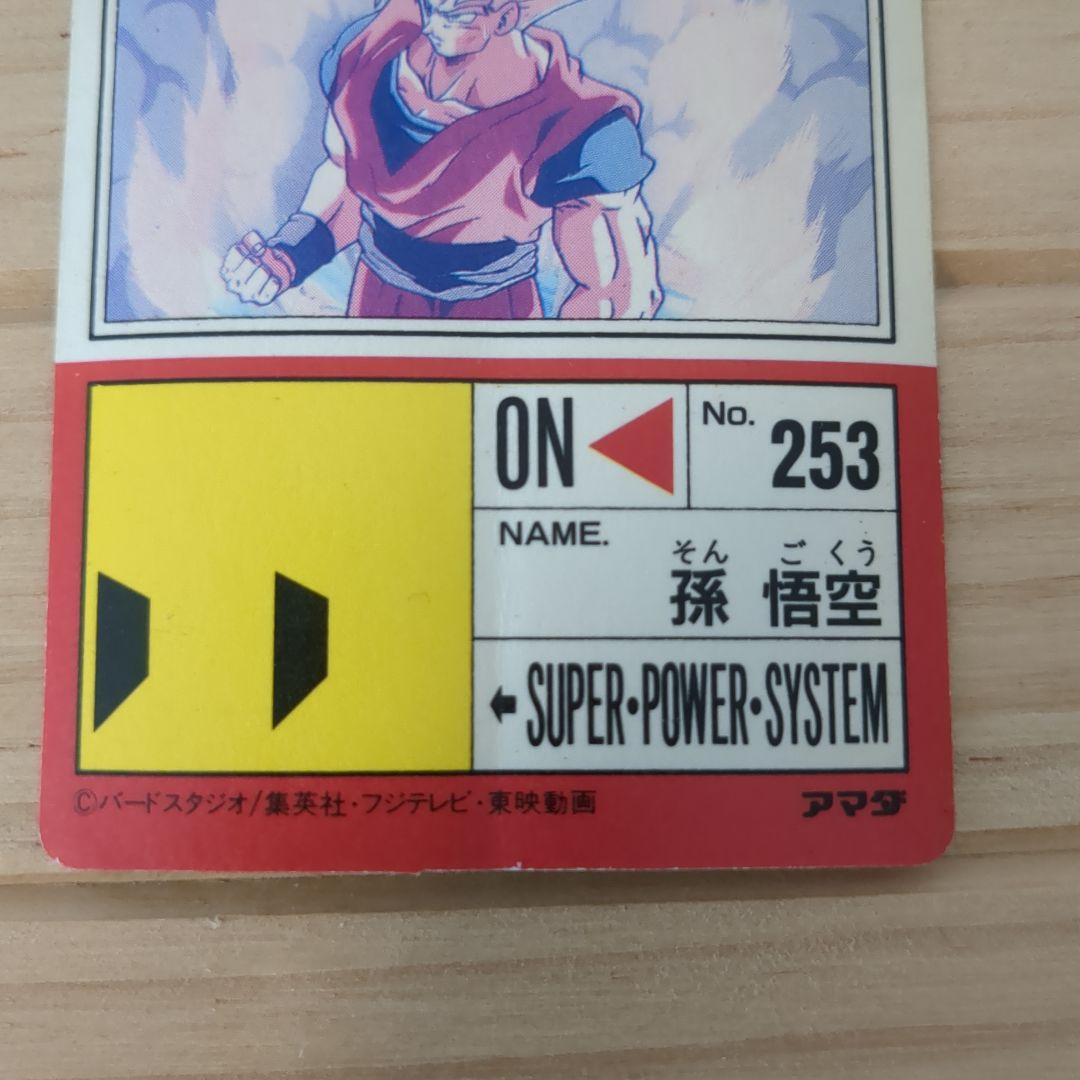 ON
No. 253
NAME.
そん ご くう
孫 悟空
SUPER・POWER・SYSTEM
©バードスタジオ/集英社・フジテレビ・東映動画
アマダ